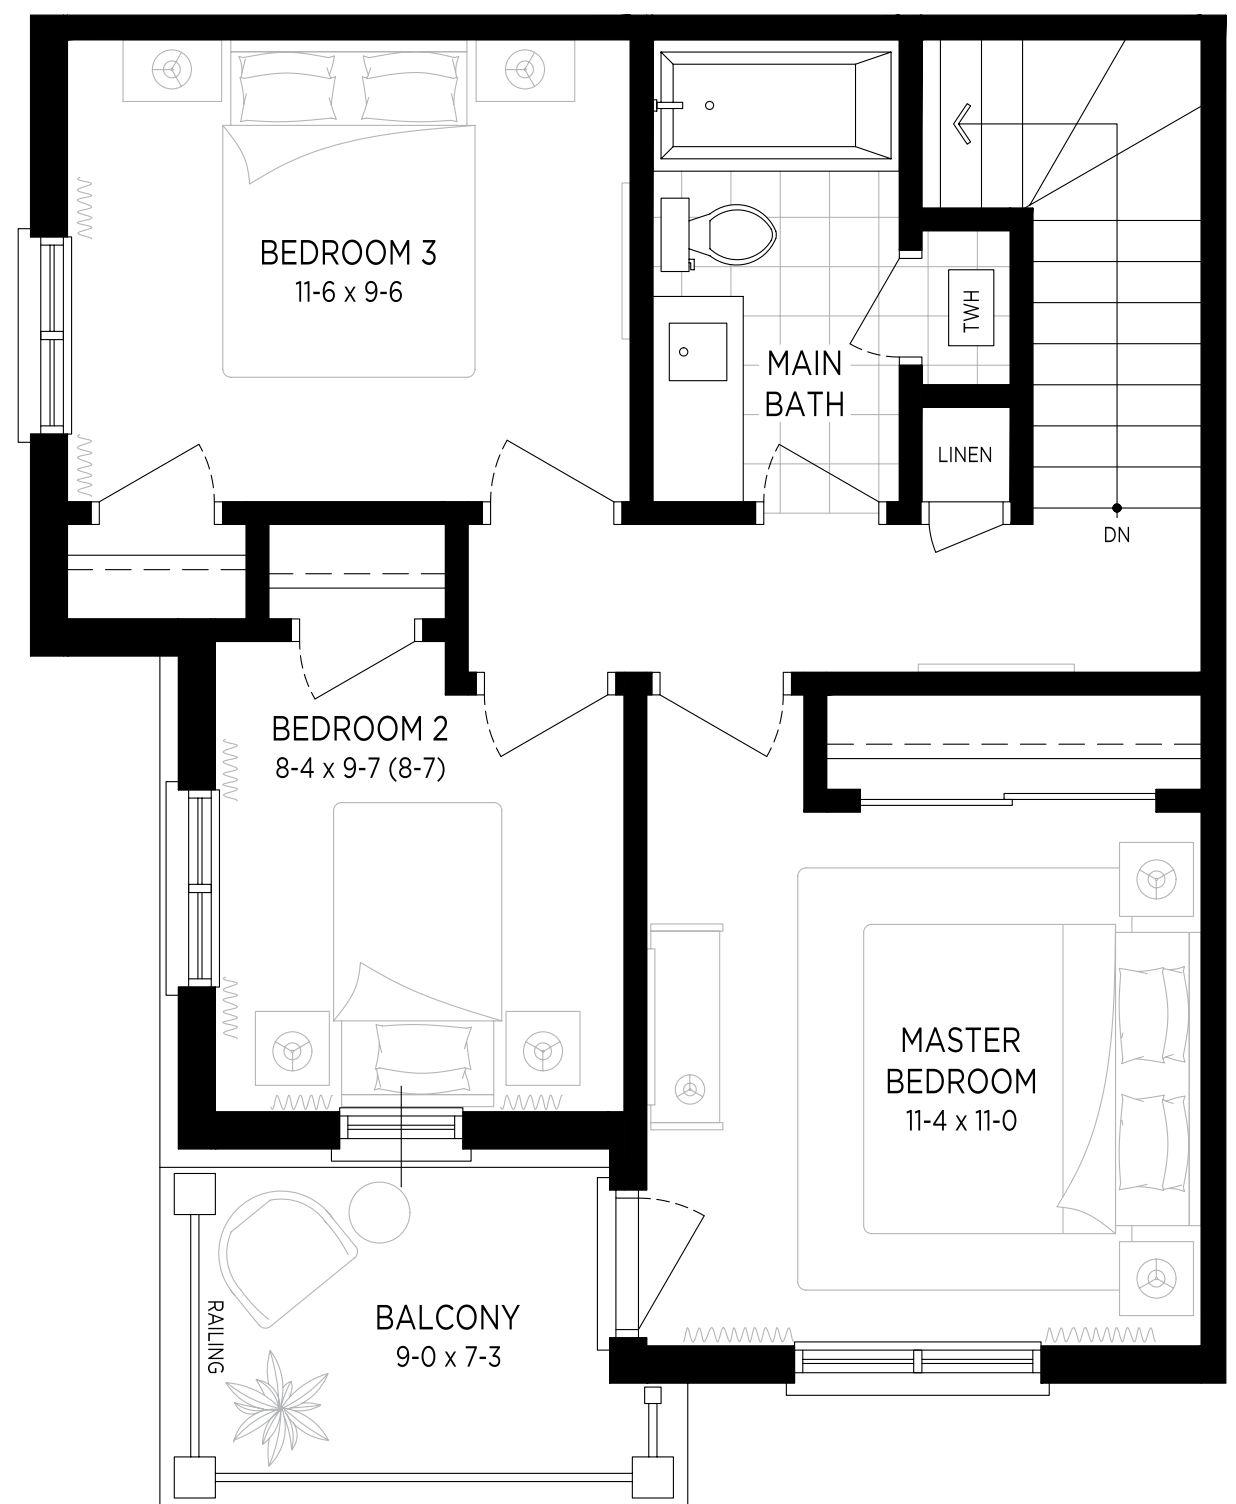 BEDROOM 3
11-6 x 9-6
TWH
MAIN
BATH
LINEN
DN
BEDROOM 2
8-4 x 9-7 (8-7)
MASTER
BEDROOM
11-4 x 11-0
RAILING
BALCONY
9-0 x 7-3